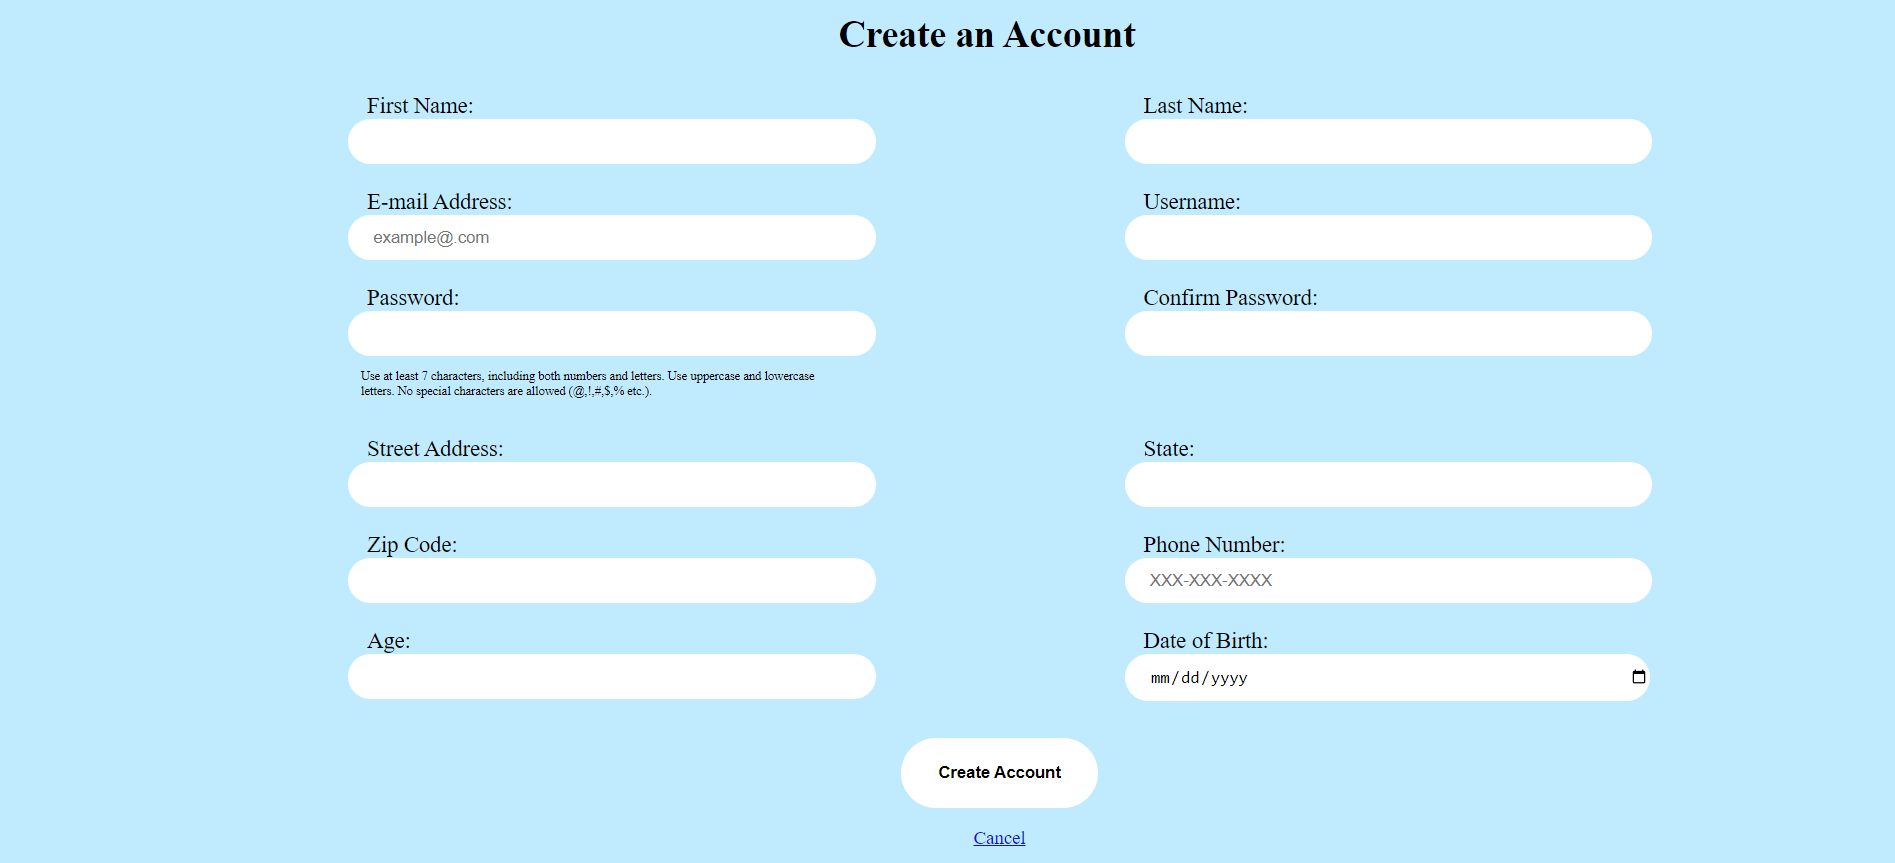 Create an Account
First Name:
Last Name:
E-mail Address:
Username:
example@.com
Password:
Confirm Password:
Use at least 7 characters, including both numbers and letters. Use uppercase and lowercase
letters. No special characters are allowed (@,!,#,$,% etc.).
Street Address:
State:
Zip Code:
Phone Number:
XXX-XXX-XXXX
Age:
Date of Birth:
mm/dd/yyyy
Create Account
Cancel